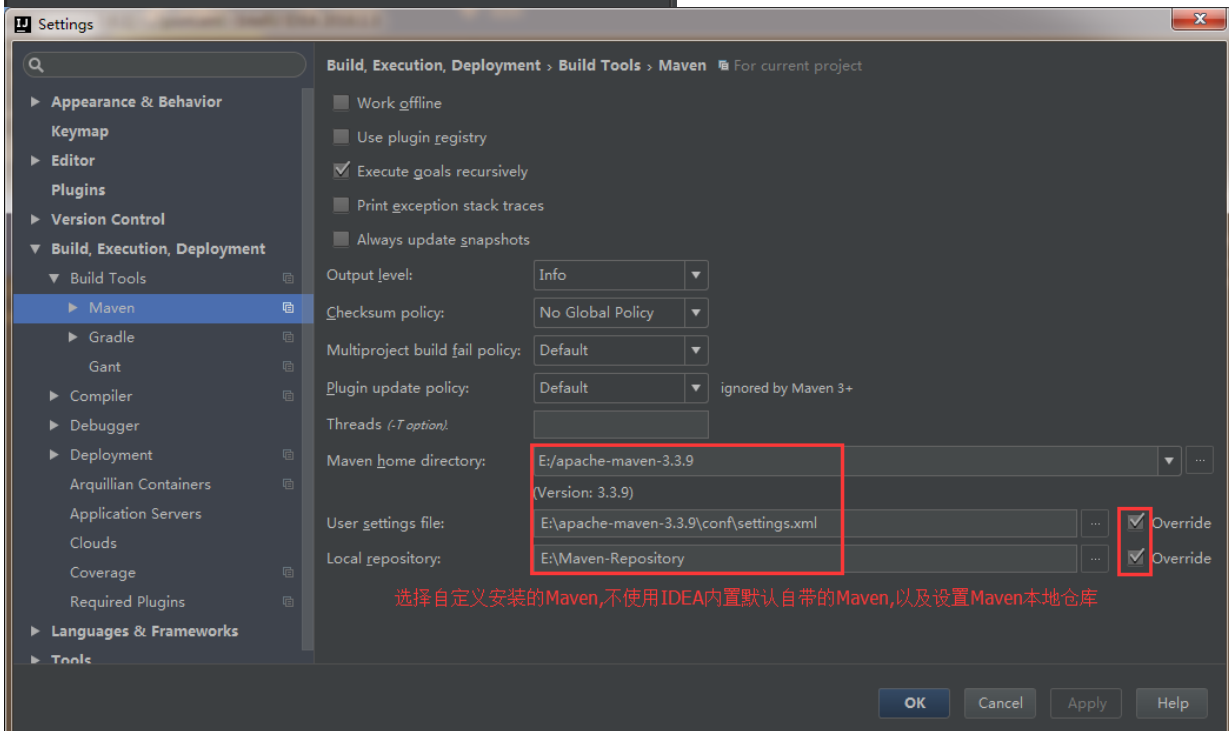 Settings
Build, Execution, Deployment › Build Tools › Maven For current project
Appearance & Behavior
Keymap
Editor
Plugins
Version Control
Build, Execution, Deployment
Build Tools
Maven
Gradle
Gant
Compiler
Debugger
Deployment
Arquillian Containers
Application Servers
Clouds
Coverage
Required Plugins
Languages & Frameworks
Tools
Work offline
Use plugin registry
Execute goals recursively
Print exception stack traces
Always update snapshots
Output level: Info
Checksum policy: No Global Policy
Multiproject build fail policy: Default
Plugin update policy: Default ignored by Maven 3+
Threads (-T option).
Maven home directory: E:/apache-maven-3.3.9 ...
(Version: 3.3.9)
User settings file: E:\apache-maven-3.3.9\conf\settings.xml ... Override
Local repository: E:\Maven-Repository ... Override
选择自定义安装的Maven,不使用IDEA内置默认自带的Maven,以及设置Maven本地仓库
OK Cancel Apply Help